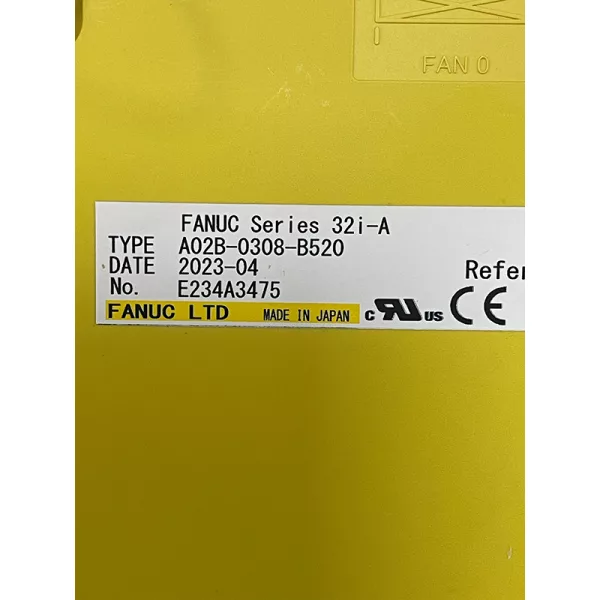 FAN 0
FANUC Series 32i-A
TYPE A02B-0308-B520
DATE 2023-04
Refer
No. E234A3475
FANUC LTD MADE IN JAPAN c RU us CE